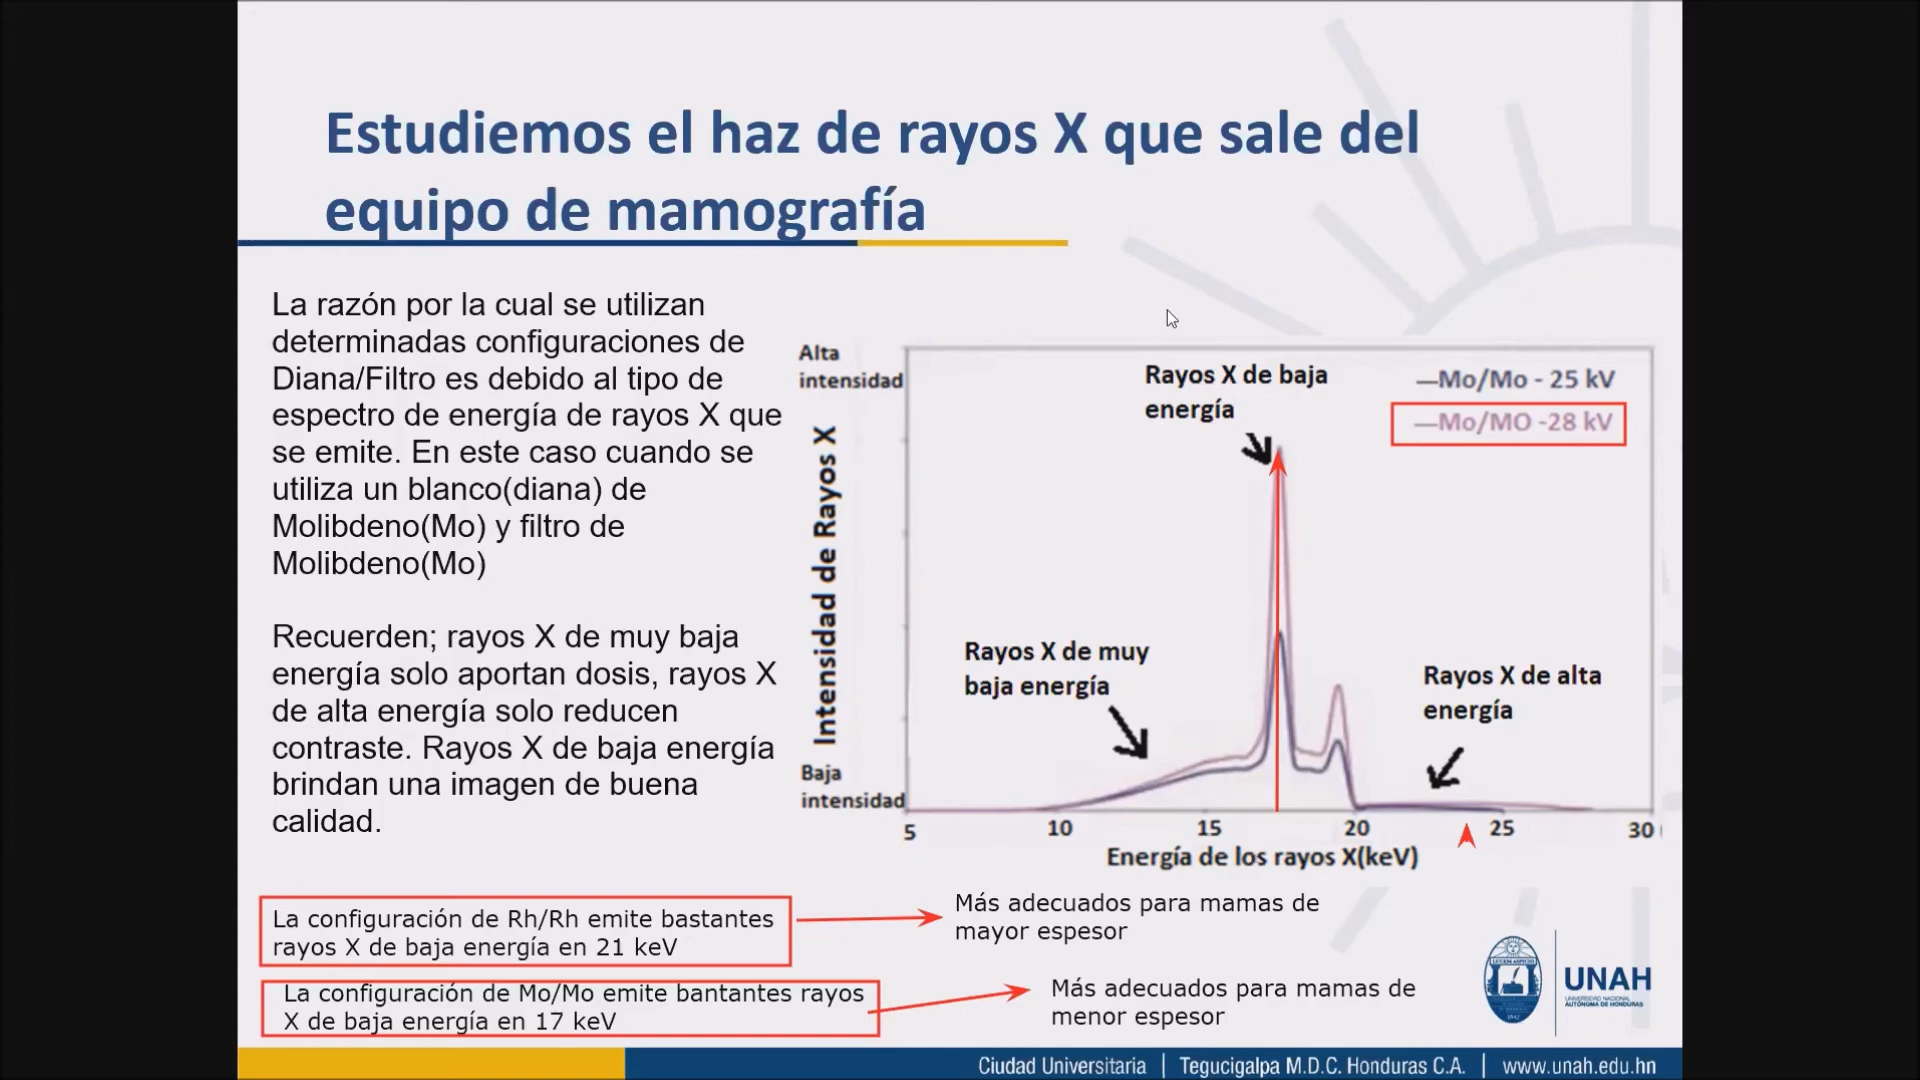 Estudiemos el haz de rayos X que sale del
equipo de mamografía
La razón por la cual se utilizan
determinadas configuraciones de
Diana/Filtro es debido al tipo de
espectro de energía de rayos X que
se emite. En este caso cuando se
utiliza un blanco(diana) de
Molibdeno(Mo) y filtro de
Molibdeno(Mo)
Recuerden; rayos X de muy baja
energía solo aportan dosis, rayos X
de alta energía solo reducen
contraste. Rayos X de baja energía
brindan una imagen de buena
calidad.
Alta
intensidad
Intensidad de Rayos X
Baja
intensidad
Rayos X de baja
energía
—Mo/Mo - 25 kV
—Mo/MO -28 kV
Rayos X de muy
baja energía
Rayos X de alta
energía
5 10 15 20 25 30
Energía de los rayos X(keV)
La configuración de Rh/Rh emite bastantes
rayos X de baja energía en 21 keV
Más adecuados para mamas de
mayor espesor
La configuración de Mo/Mo emite bantantes rayos
X de baja energía en 17 keV
Más adecuados para mamas de
menor espesor
UNAH
UNIVERSIDAD NACIONAL
AUTÓNOMA DE HONDURAS
Ciudad Universitaria | Tegucigalpa M.D.C. Honduras C.A. | www.unah.edu.hn